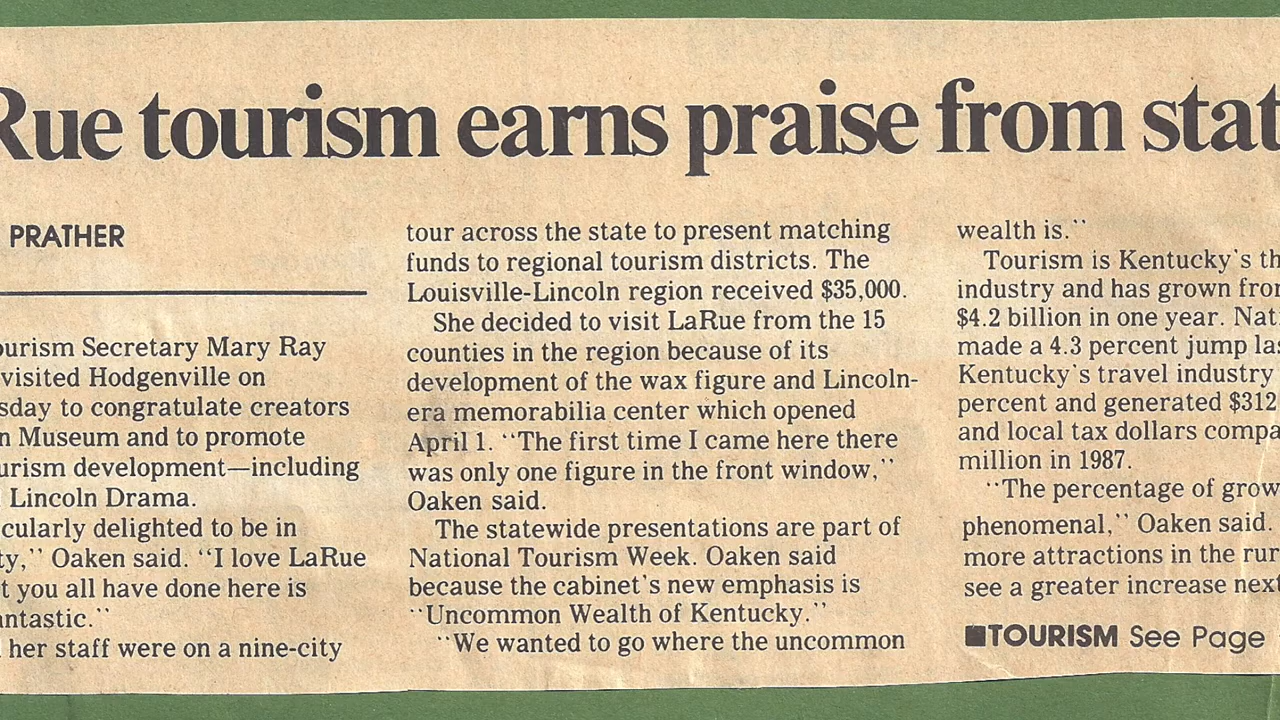 Rue tourism earns praise from stat
PRATHER
ourism Secretary Mary Ray
visited Hodgenville on
sday to congratulate creators
n Museum and to promote
urism development—including
Lincoln Drama.
cularly delighted to be in
ty,” Oaken said. “I love LaRue
t you all have done here is
antastic.”
her staff were on a nine-city
tour across the state to present matching
funds to regional tourism districts. The
Louisville-Lincoln region received $35,000.
She decided to visit LaRue from the 15
counties in the region because of its
development of the wax figure and Lincoln-
era memorabilia center which opened
April 1. “The first time I came here there
was only one figure in the front window,”
Oaken said.
The statewide presentations are part of
National Tourism Week. Oaken said
because the cabinet's new emphasis is
“Uncommon Wealth of Kentucky.”
“We wanted to go where the uncommon
wealth is.”
Tourism is Kentucky's th
industry and has grown fro
$4.2 billion in one year. Nat
made a 4.3 percent jump las
Kentucky's travel industry
percent and generated $312
and local tax dollars compa
million in 1987.
“The percentage of grow
phenomenal,” Oaken said.
more attractions in the rur
see a greater increase next
■TOURISM See Page